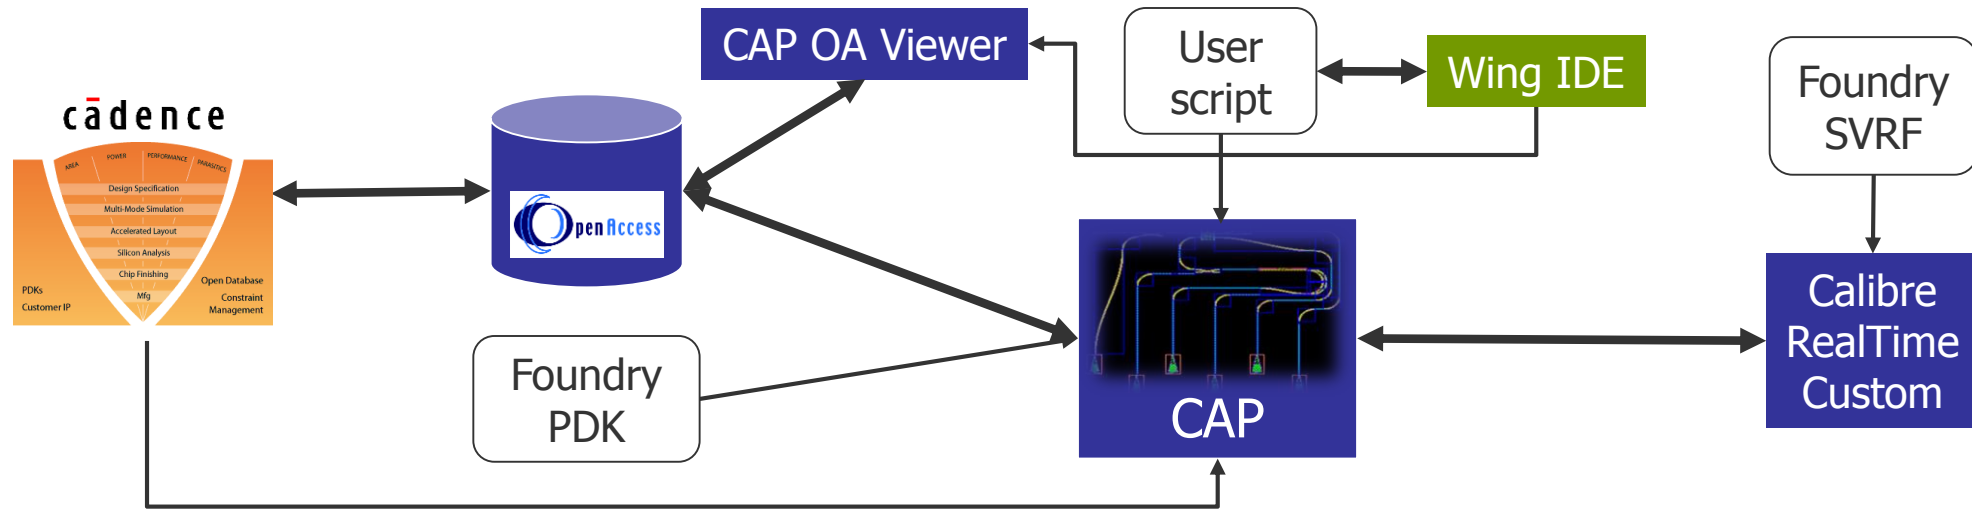 CAP OA Viewer
User
script
Wing IDE
Foundry
SVRF
cādence
AREA
POWER
PERFORMANCE
PARASITICS
Design Specification
Multi-Mode Simulation
Accelerated Layout
Silicon Analysis
Chip Finishing
Mfg
PDKs
Customer IP
Open Database
Constraint
Management
OpenAccess
Foundry
PDK
CAP
Calibre
RealTime
Custom